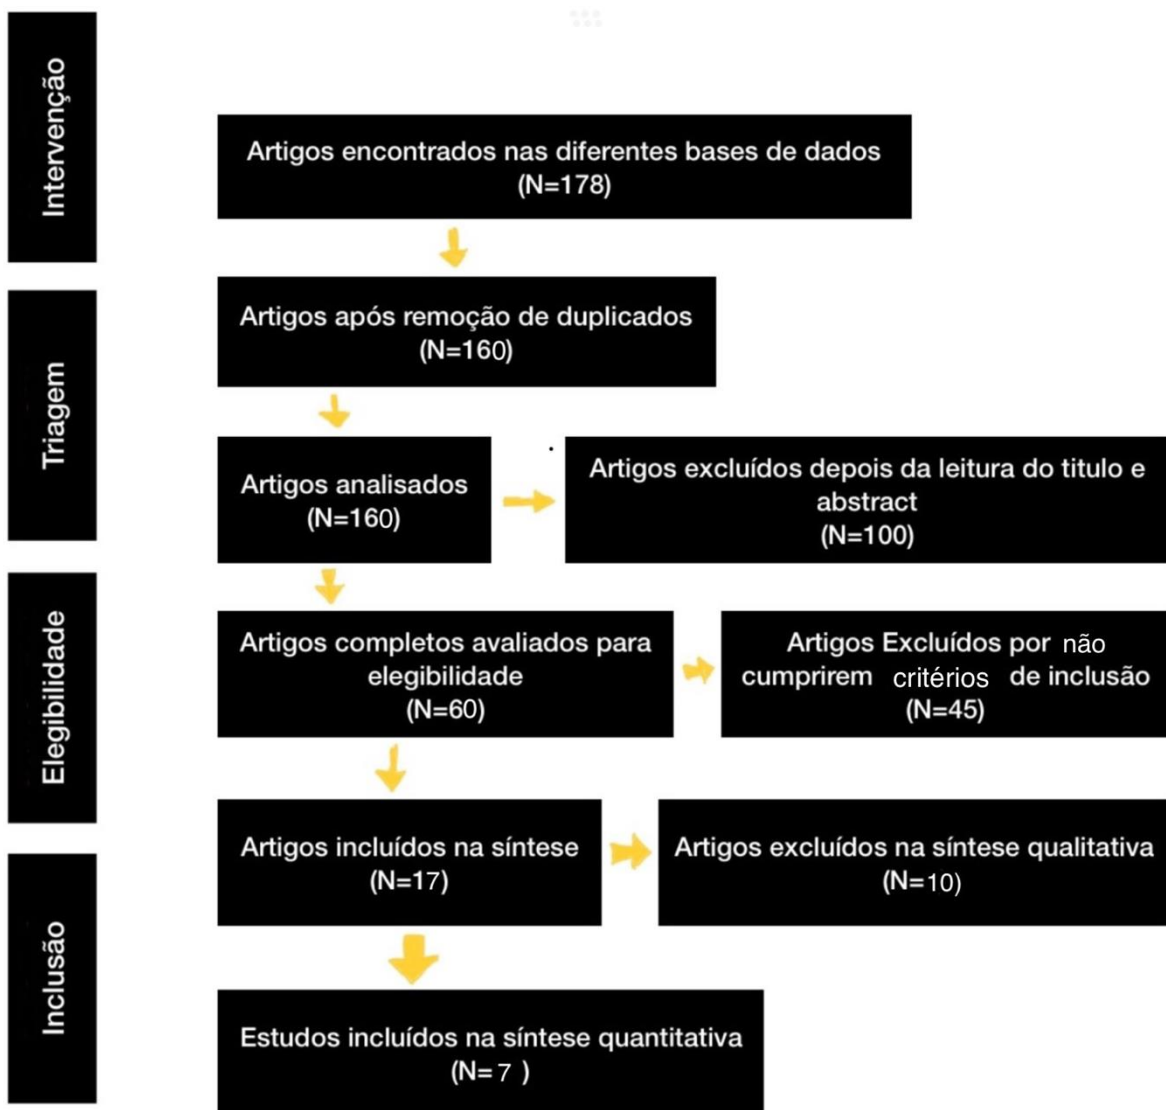 Intervenção
Artigos encontrados nas diferentes bases de dados
(N=178)
Triagem
Artigos após remoção de duplicados
(N=160)
Artigos analisados
(N=160)
Artigos excluídos depois da leitura do titulo e
abstract
(N=100)
Elegibilidade
Artigos completos avaliados para
elegibilidade
(N=60)
Artigos Excluídos por não
cumprirem critérios de inclusão
(N=45)
Inclusão
Artigos incluídos na síntese
(N=17)
Artigos excluídos na síntese qualitativa
(N=10)
Estudos incluídos na síntese quantitativa
(N= 7 )